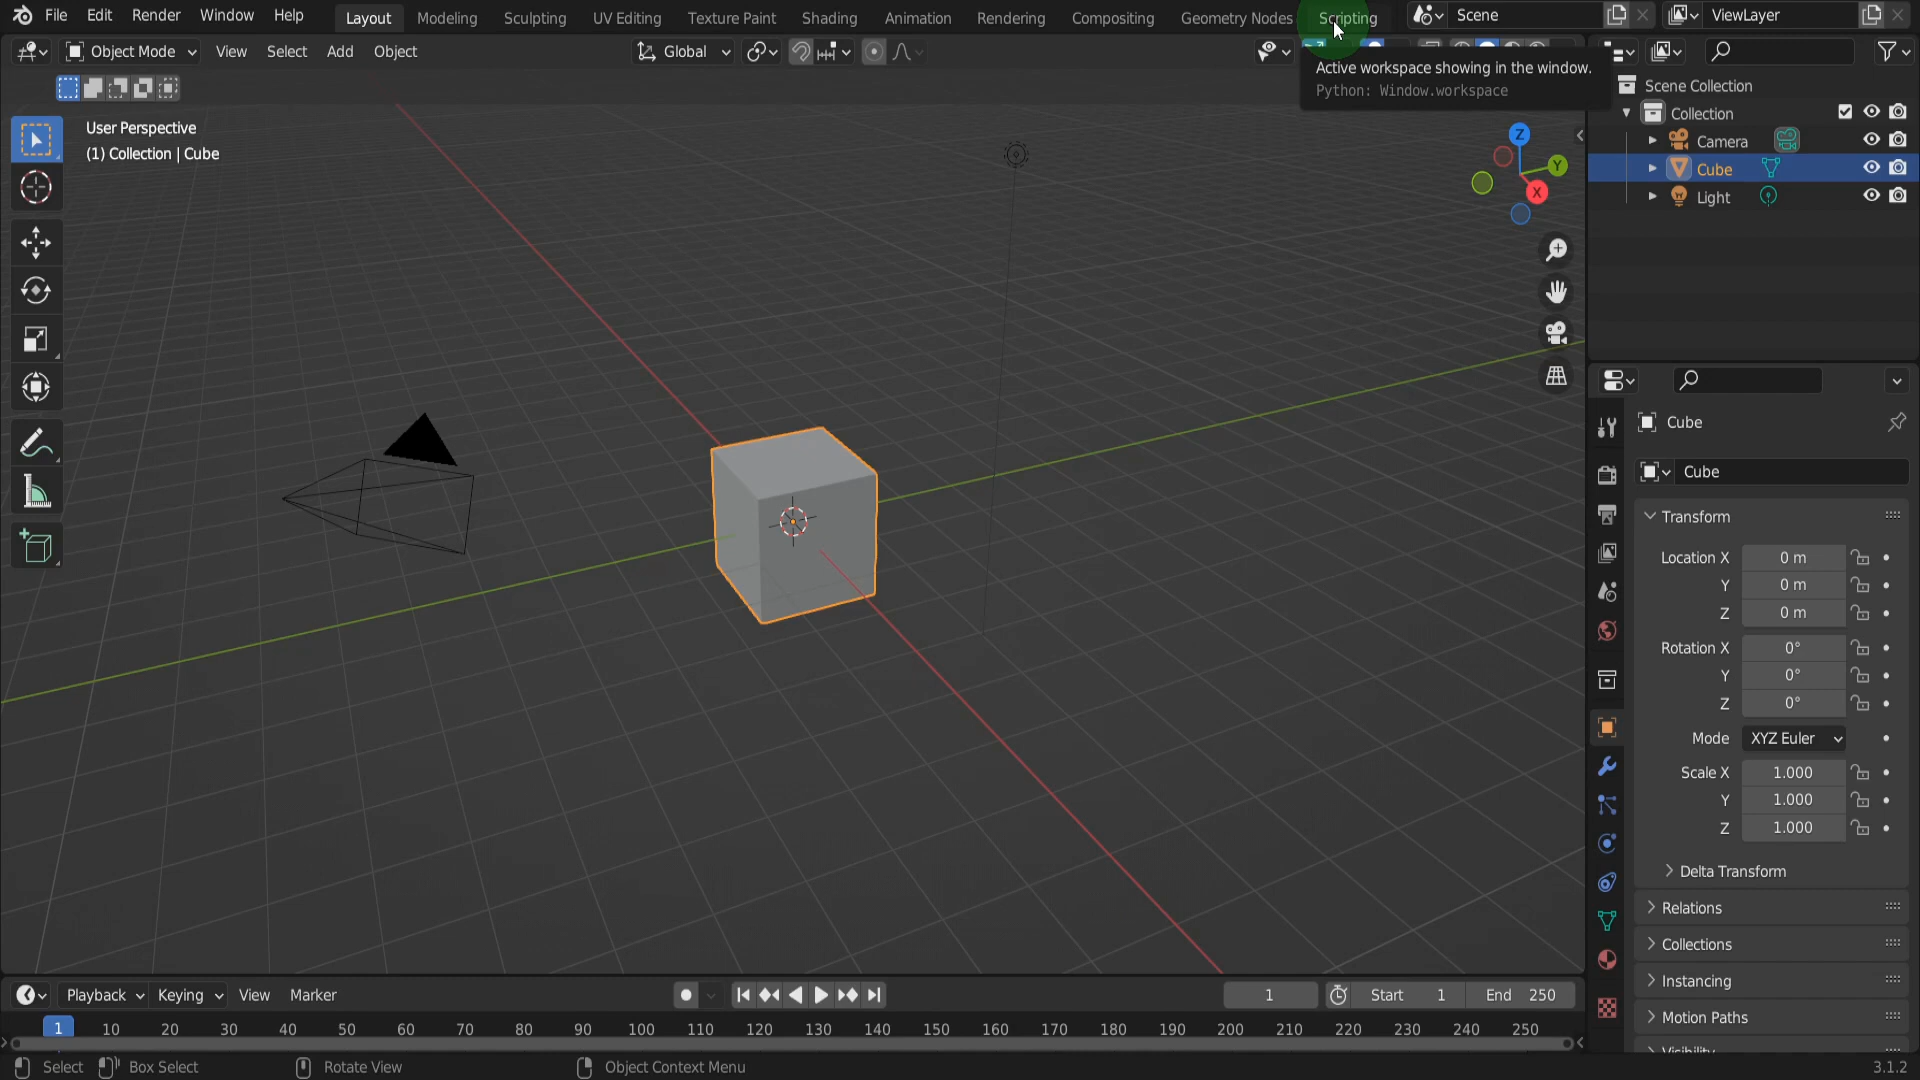 File Edit Render Window Help Layout Modeling Sculpting UV Editing Texture Paint Shading Animation Rendering Compositing Geometry Nodes Scripting Scene ViewLayer
Object Mode View Select Add Object Global
Active workspace showing in the window.
Python: Window.workspace
User Perspective
(1) Collection | Cube
Z
Y
X
Scene Collection
Collection
Camera
Cube
Light
Cube
Cube
Transform
Location X 0 m
Y 0 m
Z 0 m
Rotation X 0°
Y 0°
Z 0°
Mode XYZ Euler
Scale X 1.000
Y 1.000
Z 1.000
Delta Transform
Relations
Collections
Instancing
Motion Paths
Visibility
Playback Keying View Marker 1 Start 1 End 250
1 10 20 30 40 50 60 70 80 90 100 110 120 130 140 150 160 170 180 190 200 210 220 230 240 250
Select Box Select Rotate View Object Context Menu 3.1.2